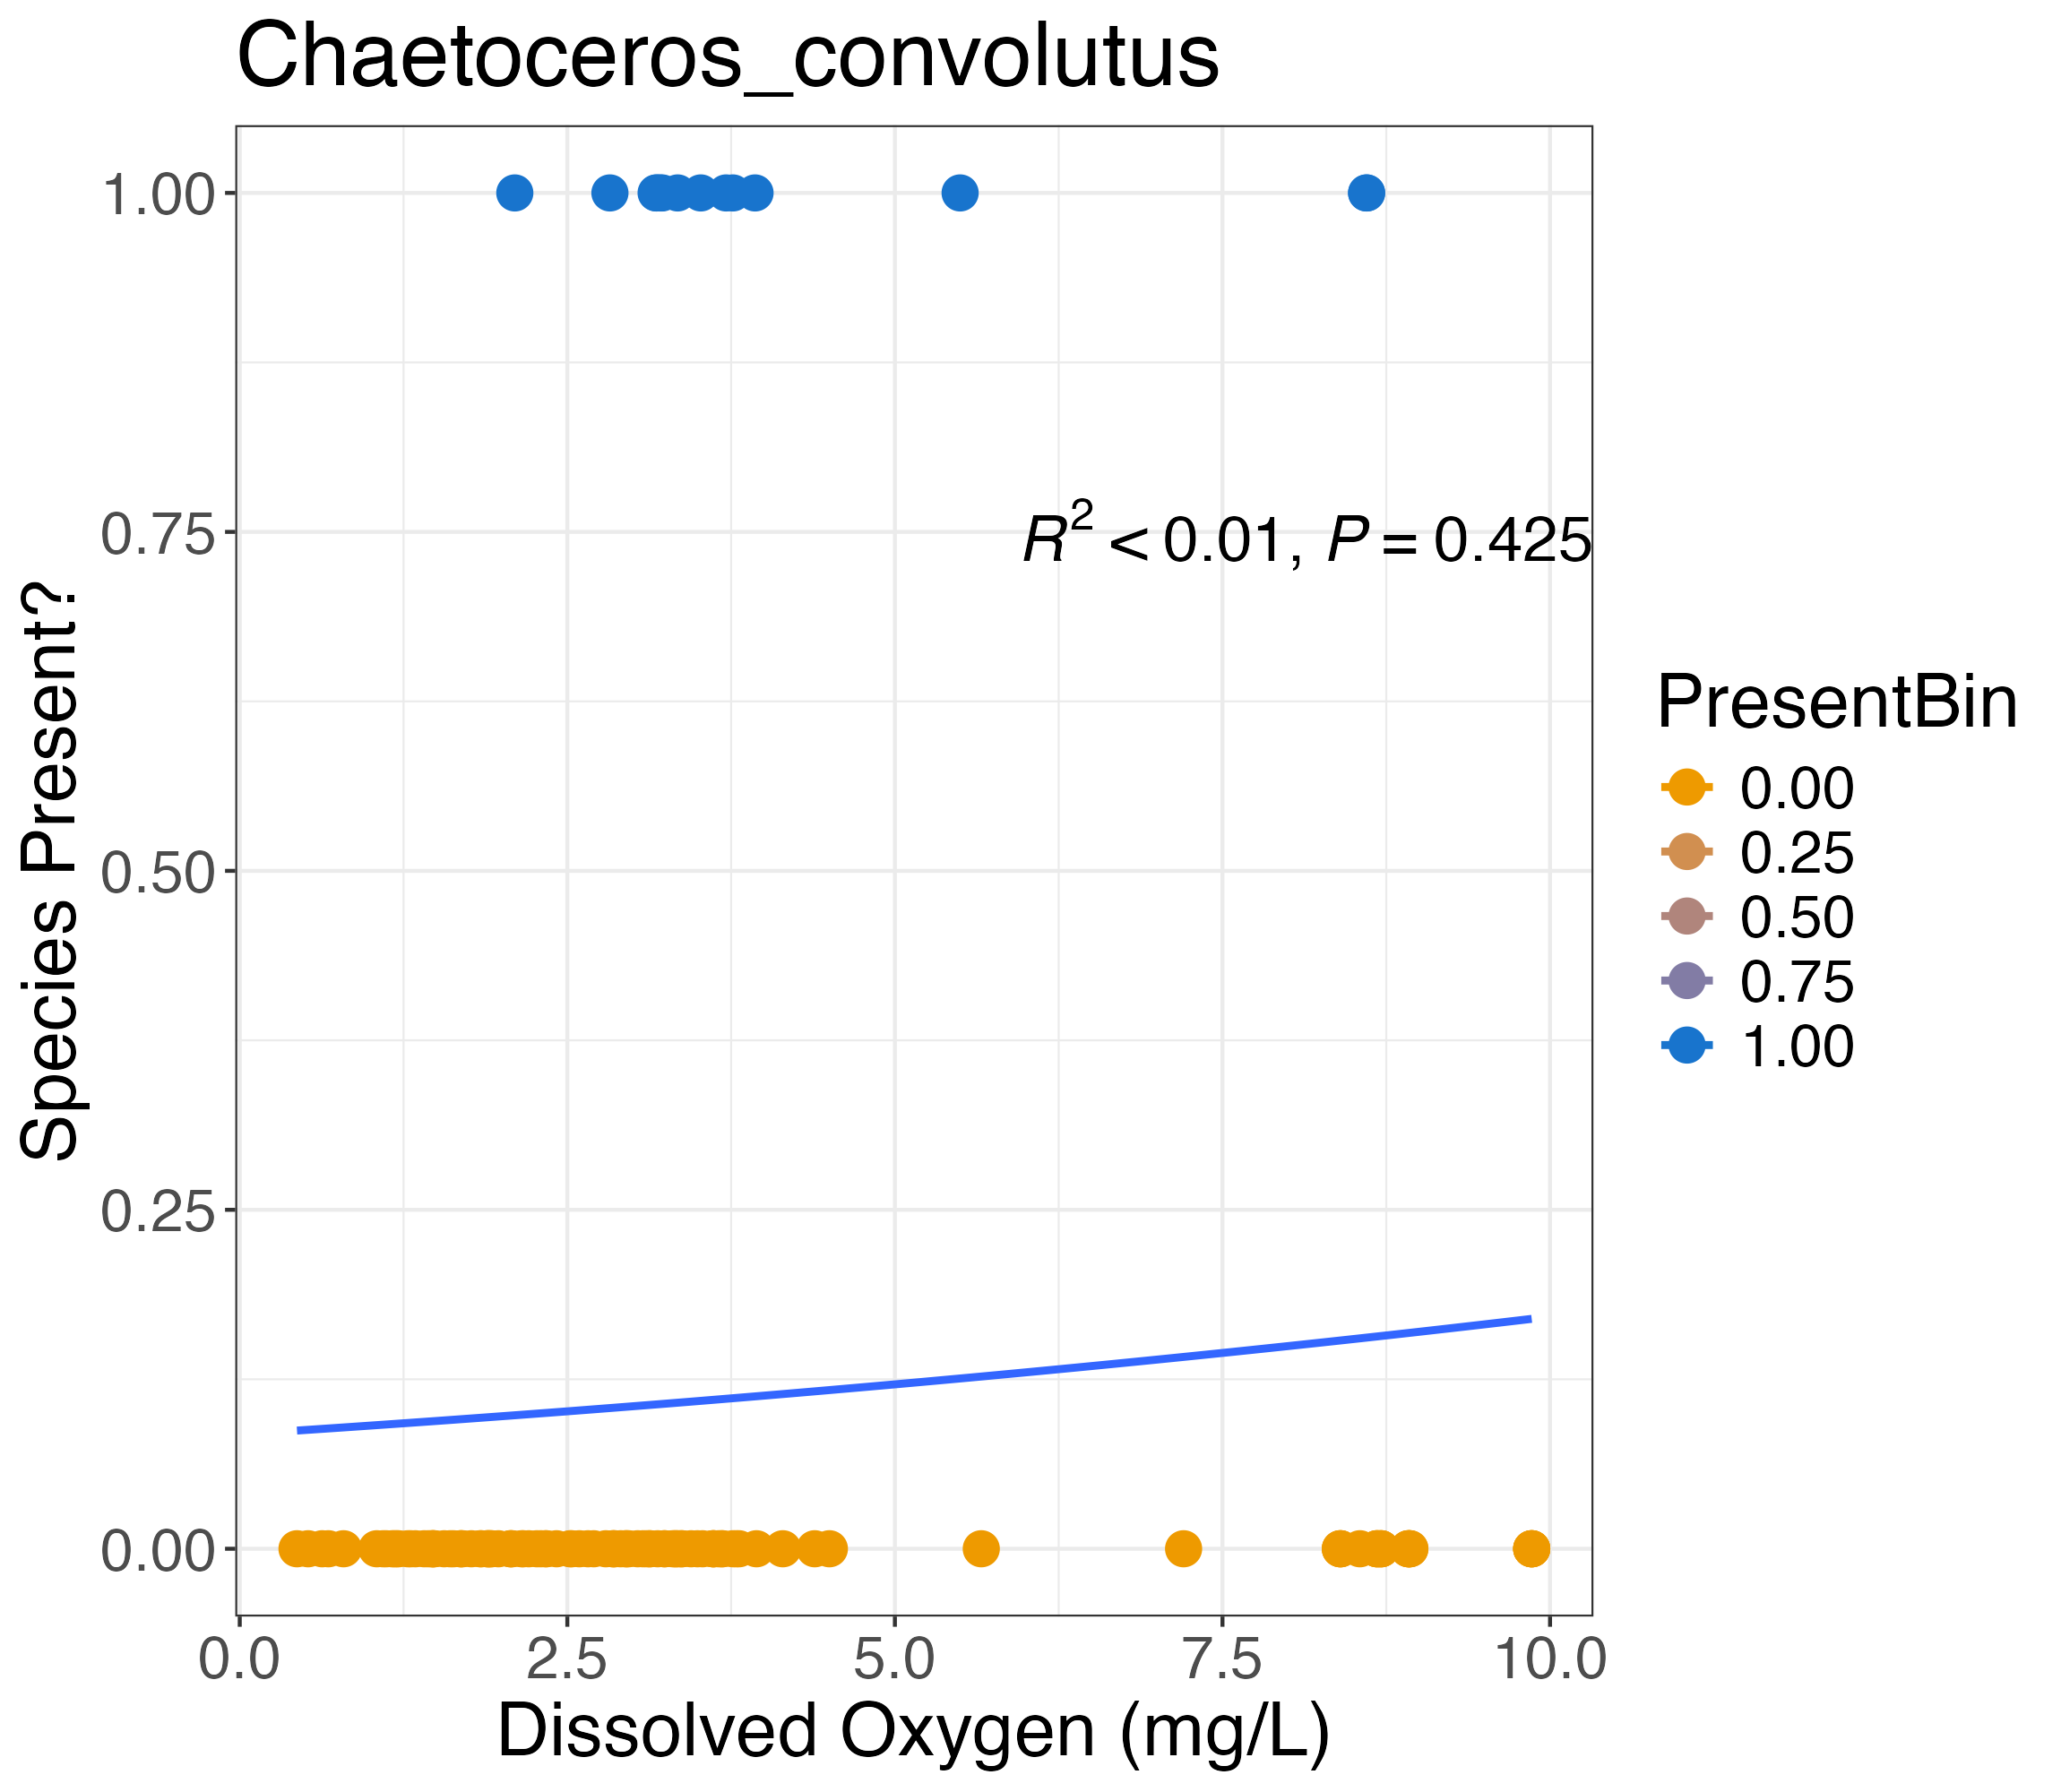 Chaetoceros_convolutus
1.00
0.75
0.50
0.25
0.00
Species Present?
R² < 0.01, P = 0.425
0.0 2.5 5.0 7.5 10.0
Dissolved Oxygen (mg/L)
PresentBin
0.00
0.25
0.50
0.75
1.00